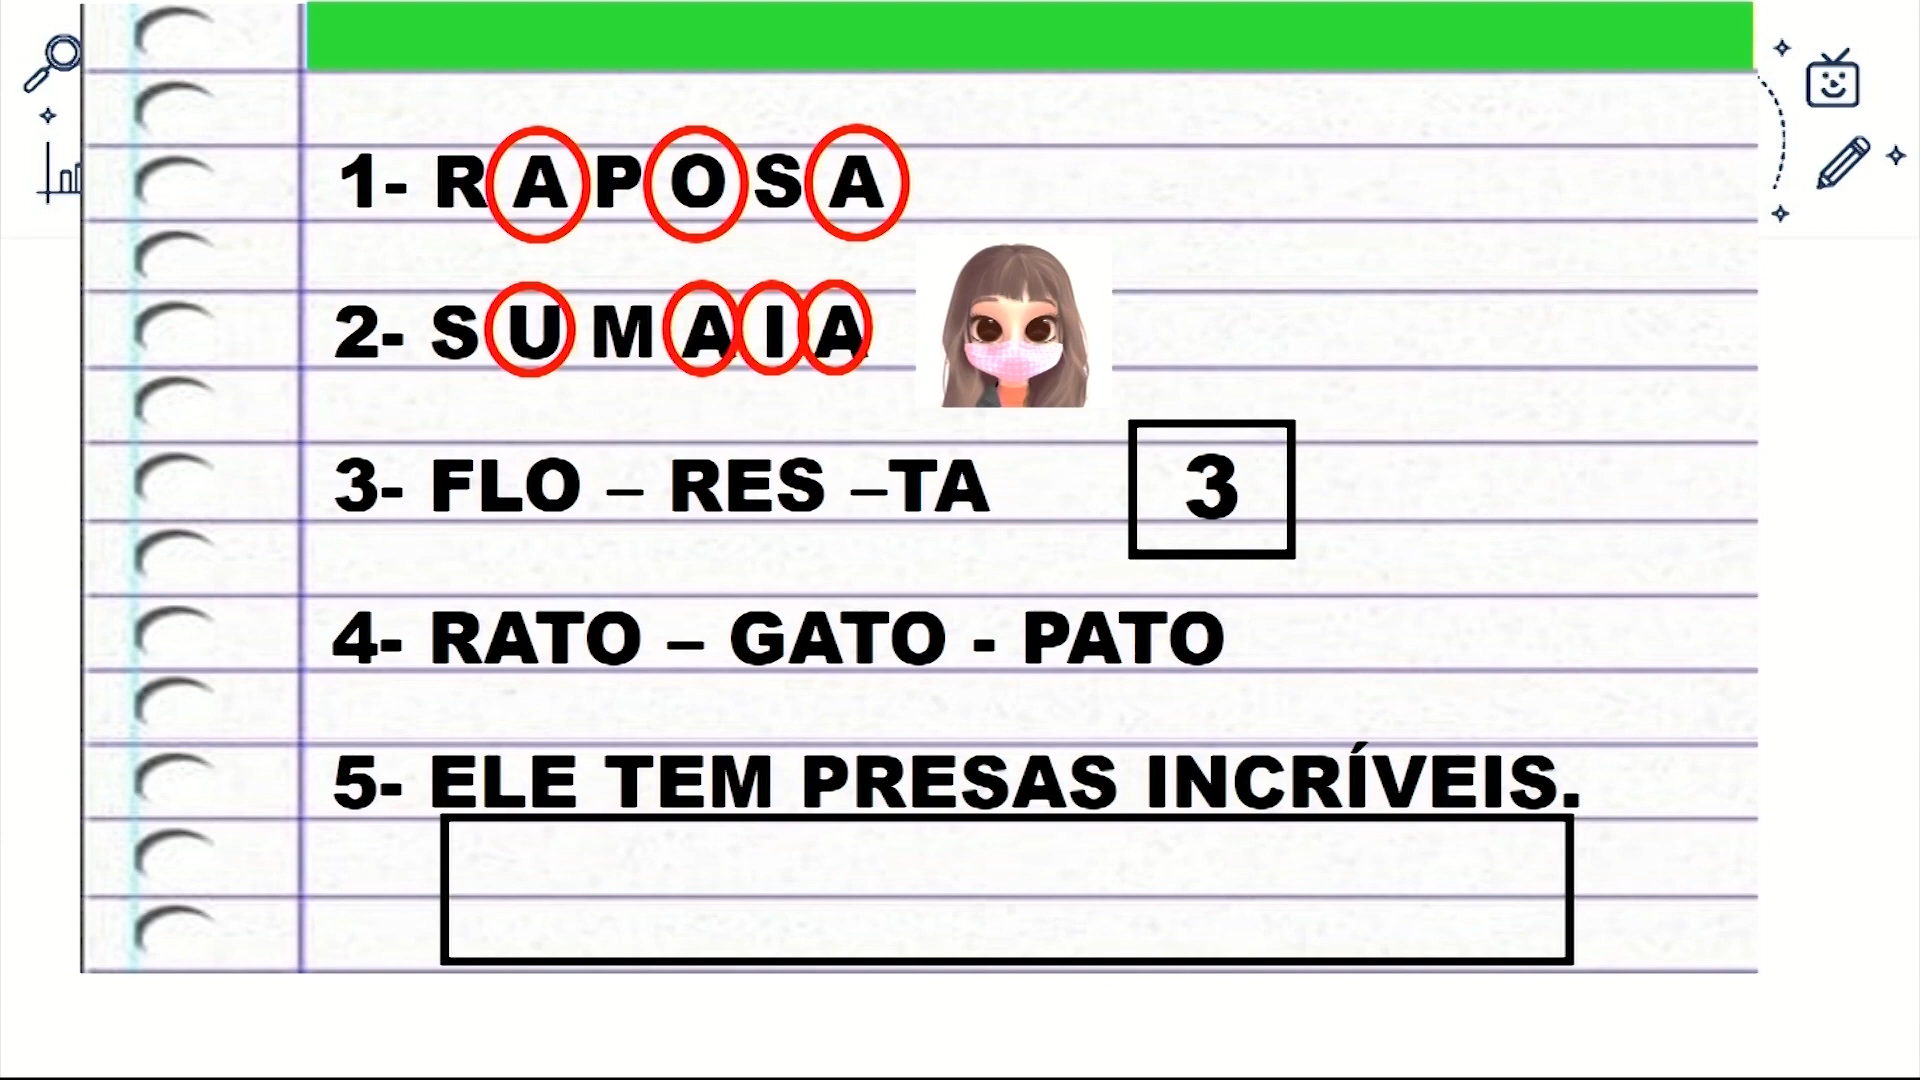 1- RAPOSA
2- SUMAIA
3- FLO – RES –TA 3
4- RATO – GATO - PATO
5- ELE TEM PRESAS INCRÍVEIS.